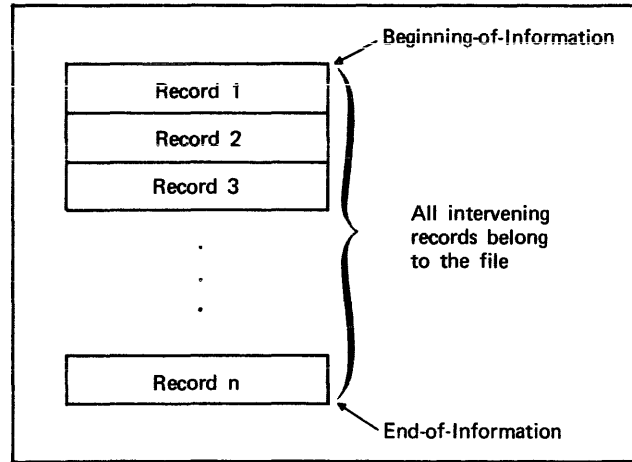 Beginning-of-Information
Record 1
Record 2
Record 3
.
.
.
All intervening
records belong
to the file
Record n
End-of-Information